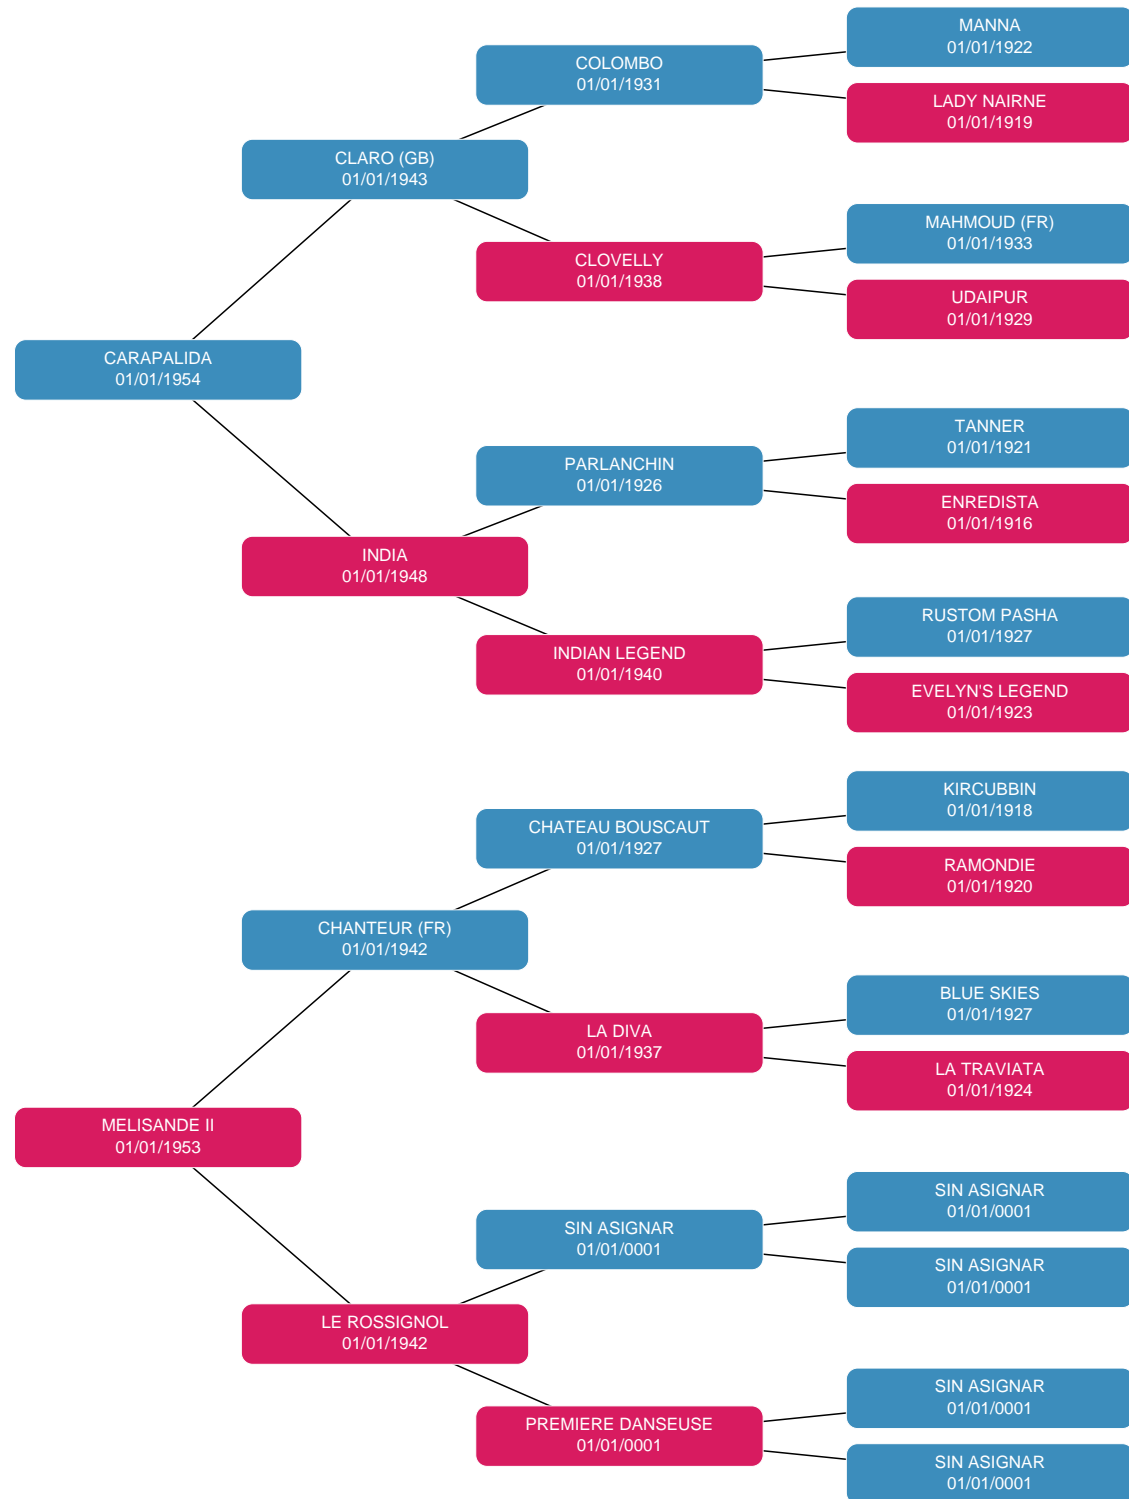 MANNA
01/01/1922
COLOMBO
01/01/1931
LADY NAIRNE
01/01/1919
CLARO (GB)
01/01/1943
MAHMOUD (FR)
01/01/1933
CLOVELLY
01/01/1938
UDAIPUR
01/01/1929
CARAPALIDA
01/01/1954
TANNER
01/01/1921
PARLANCHIN
01/01/1926
ENREDISTA
01/01/1916
INDIA
01/01/1948
RUSTOM PASHA
01/01/1927
INDIAN LEGEND
01/01/1940
EVELYN'S LEGEND
01/01/1923
KIRCUBBIN
01/01/1918
CHATEAU BOUSCAUT
01/01/1927
RAMONDIE
01/01/1920
CHANTEUR (FR)
01/01/1942
BLUE SKIES
01/01/1927
LA DIVA
01/01/1937
LA TRAVIATA
01/01/1924
MELISANDE II
01/01/1953
SIN ASIGNAR
01/01/0001
SIN ASIGNAR
01/01/0001
SIN ASIGNAR
01/01/0001
LE ROSSIGNOL
01/01/1942
SIN ASIGNAR
01/01/0001
PREMIERE DANSEUSE
01/01/0001
SIN ASIGNAR
01/01/0001